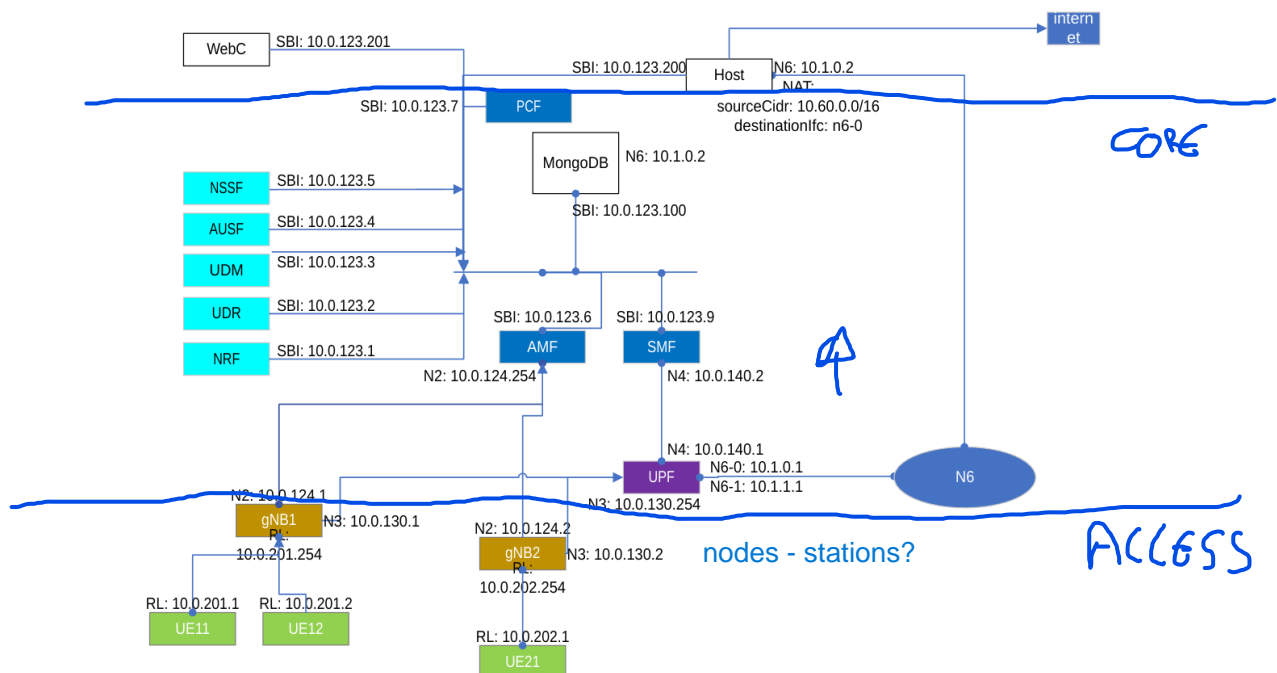 intern
et
WebC
SBI: 10.0.123.201
SBI: 10.0.123.200
Host
N6: 10.1.0.2
NAT:
sourceCidr: 10.60.0.0/16
destinationIfc: n6-0
SBI: 10.0.123.7
PCF
CORE
MongoDB
N6: 10.1.0.2
SBI: 10.0.123.100
NSSF
SBI: 10.0.123.5
AUSF
SBI: 10.0.123.4
UDM
SBI: 10.0.123.3
UDR
SBI: 10.0.123.2
NRF
SBI: 10.0.123.1
SBI: 10.0.123.6
AMF
N2: 10.0.124.254
SBI: 10.0.123.9
SMF
N4: 10.0.140.2
N4: 10.0.140.1
UPF
N6-0: 10.1.0.1
N6-1: 10.1.1.1
N3: 10.0.130.254
N6
N2: 10.0.124.1
gNB1
N3: 10.0.130.1
RL:
10.0.201.254
N2: 10.0.124.2
gNB2
N3: 10.0.130.2
RL:
10.0.202.254
nodes - stations?
ACCESS
RL: 10.0.201.1
UE11
RL: 10.0.201.2
UE12
RL: 10.0.202.1
UE21